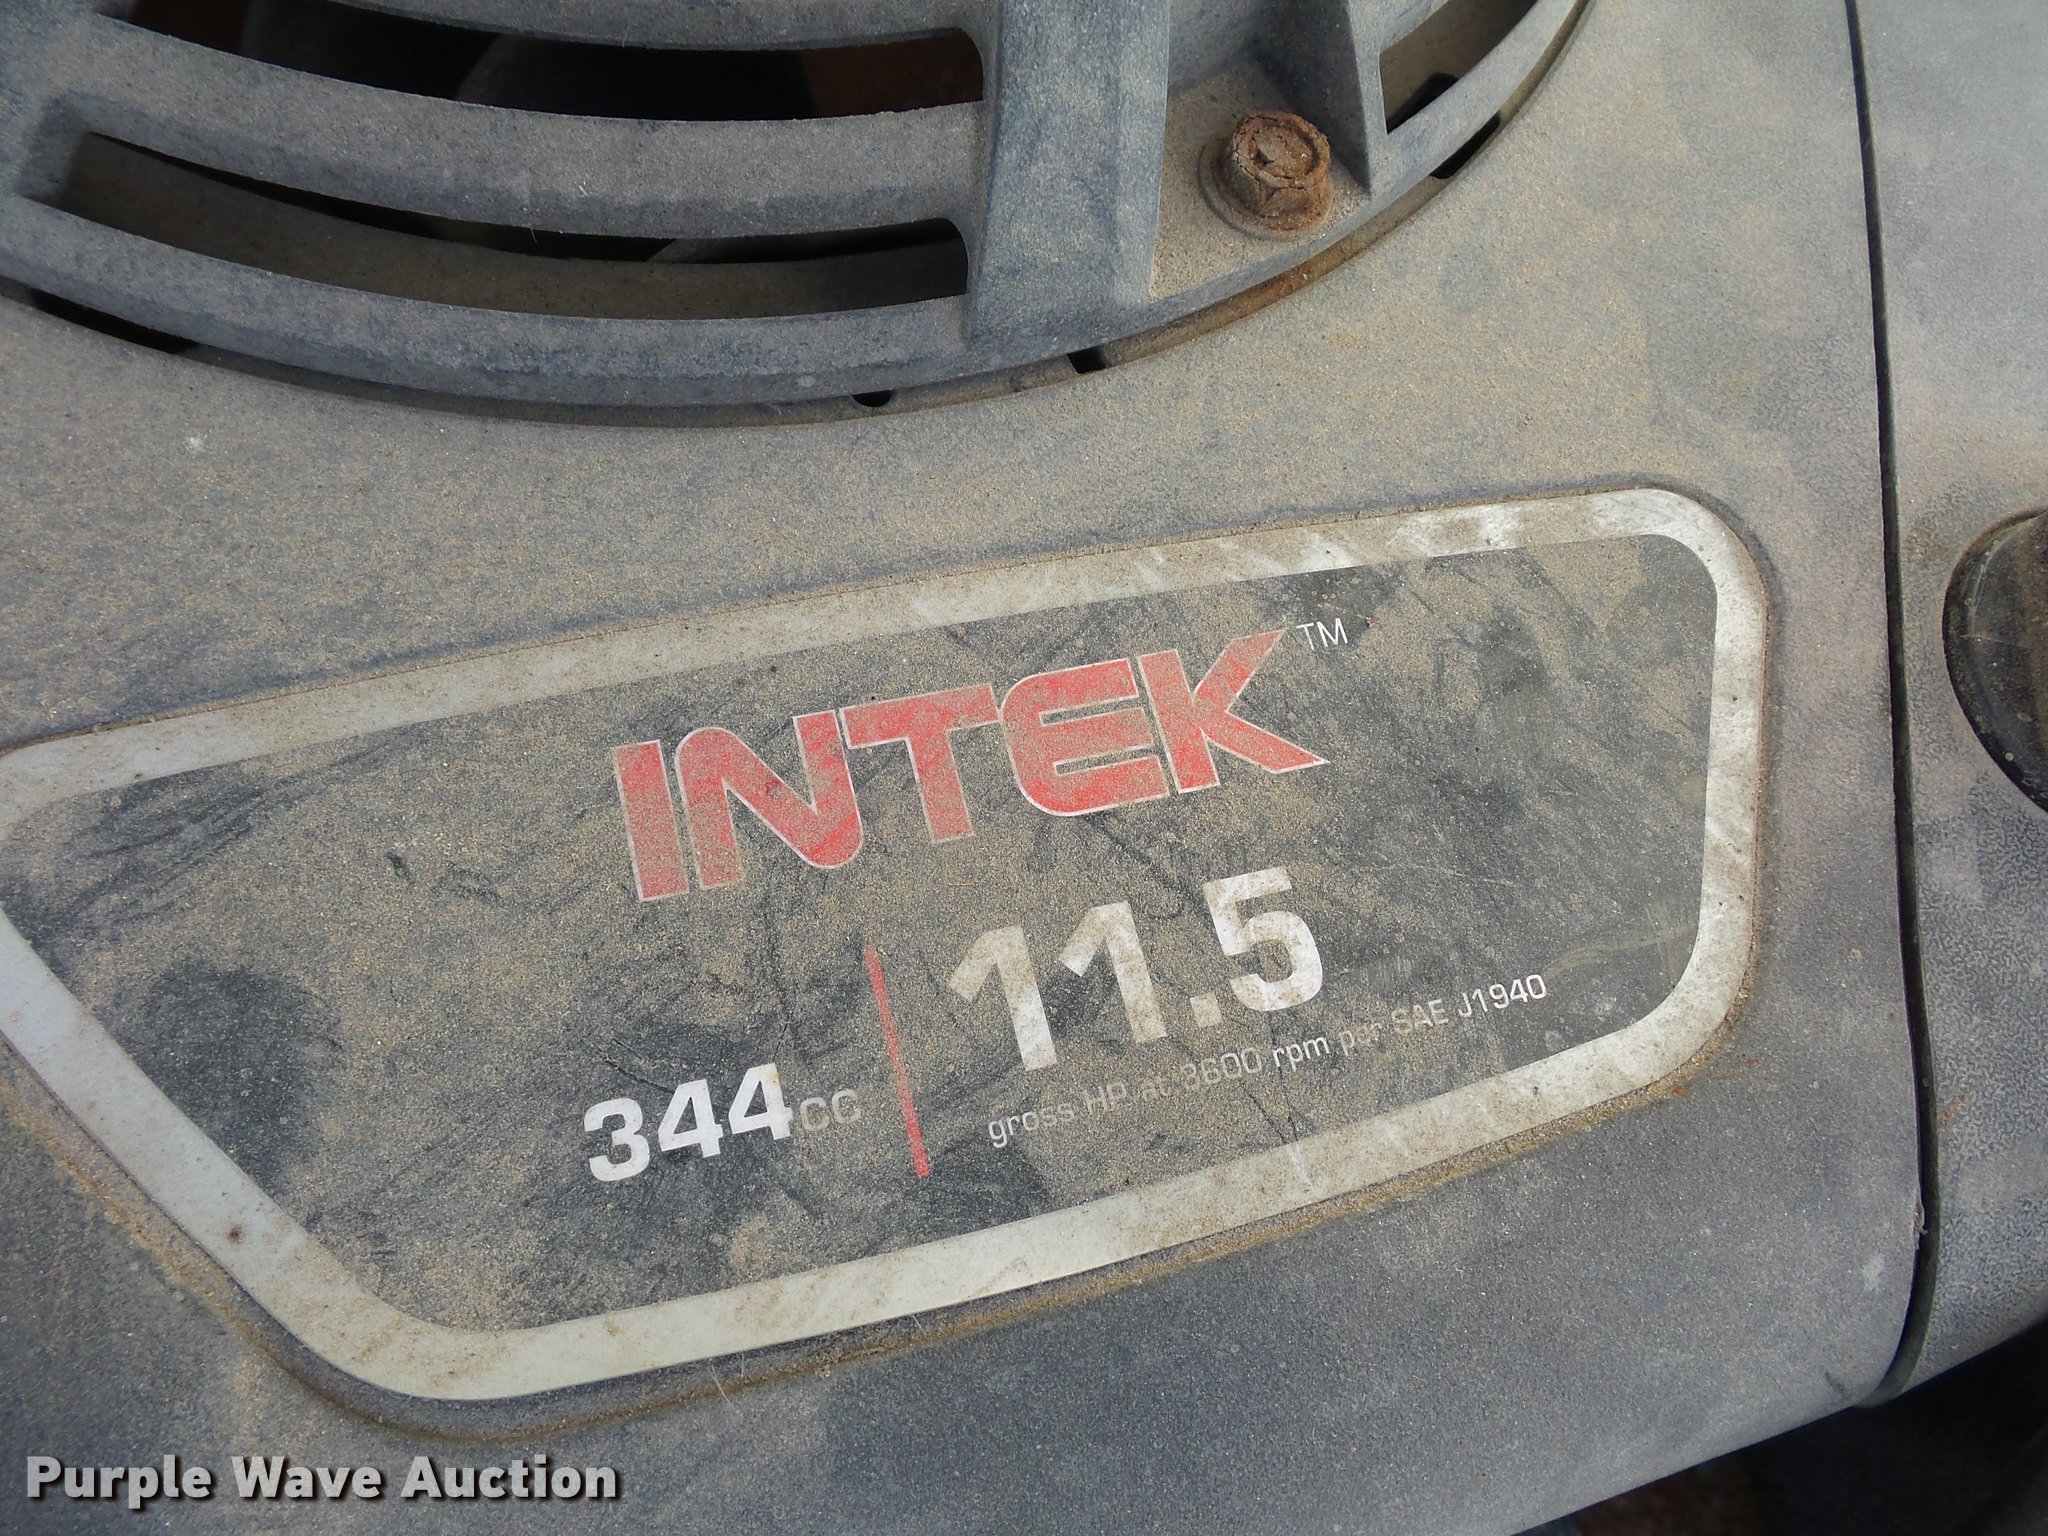 INTEK™
344cc
11.5
gross HP at 3600 rpm per SAE J1940
Purple Wave Auction